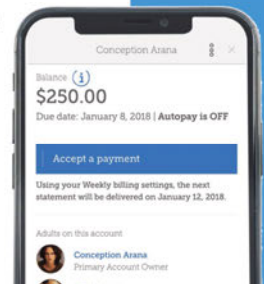 Conception Arana
Balance
$250.00
Due date: January 8, 2018 | Autopay is OFF
Accept a payment
Using your Weekly billing settings, the next
statement will be delivered on January 12, 2018.
Adults on this account
Conception Arana
Primary Account Owner